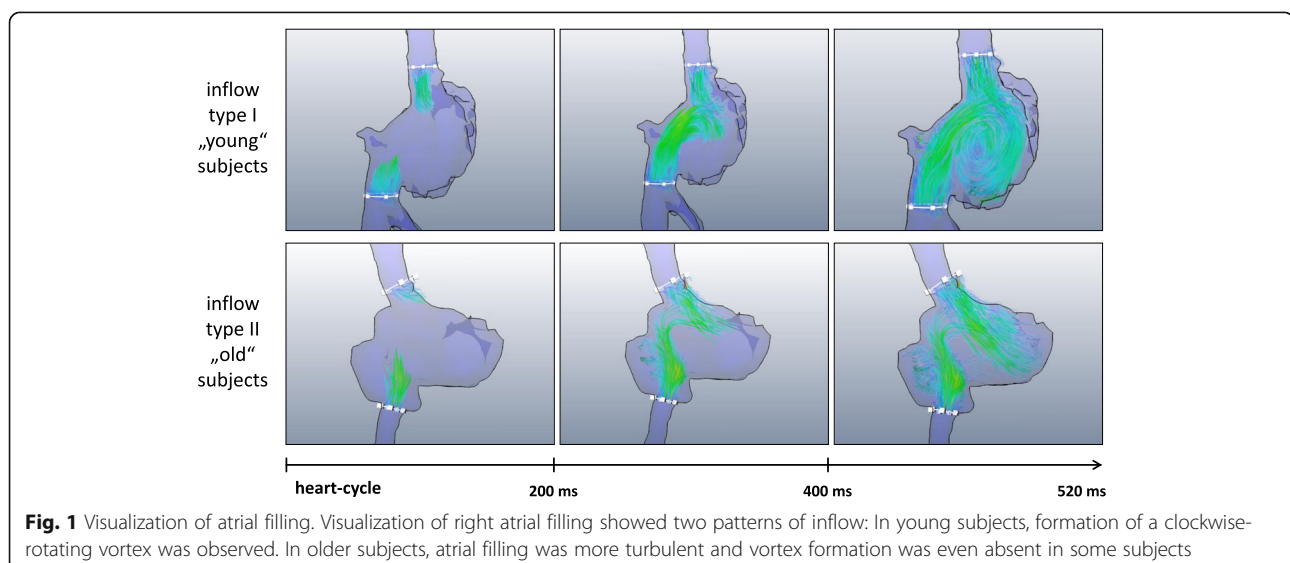 inflow
type I
„young“
subjects
inflow
type II
„old“
subjects
heart-cycle 200 ms 400 ms 520 ms
Fig. 1 Visualization of atrial filling. Visualization of right atrial filling showed two patterns of inflow: In young subjects, formation of a clockwise-
rotating vortex was observed. In older subjects, atrial filling was more turbulent and vortex formation was even absent in some subjects